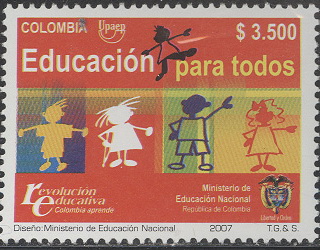 COLOMBIA Upaep $ 3.500
Educación para todos
revolución
educativa
Colombia aprende
Ministerio de
Educación Nacional
República de Colombia
Libertad y Orden
Diseño: Ministerio de Educación Nacional 2007 T.G.& S.